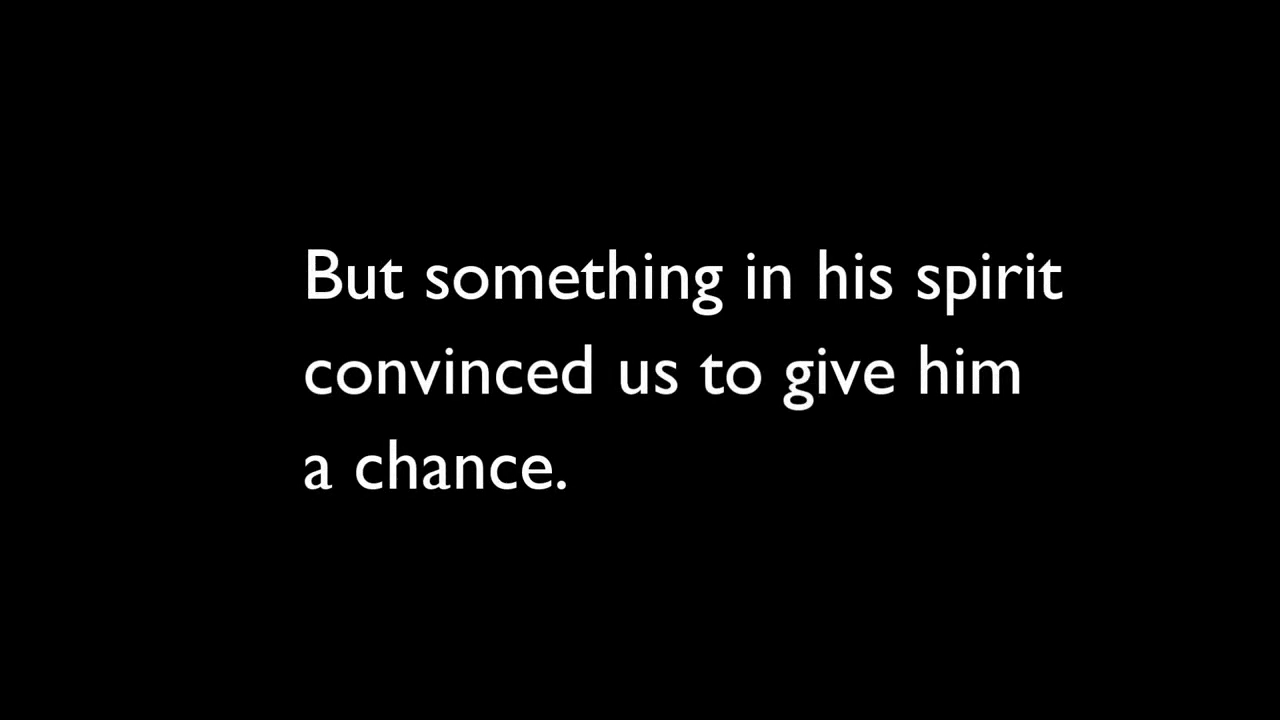 But something in his spirit
convinced us to give him
a chance.